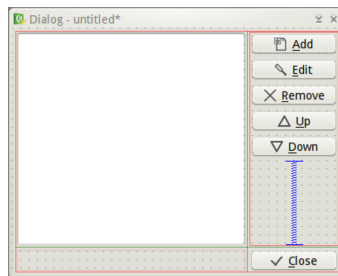 Dialog - untitled*
Add
Edit
Remove
Up
Down
Close